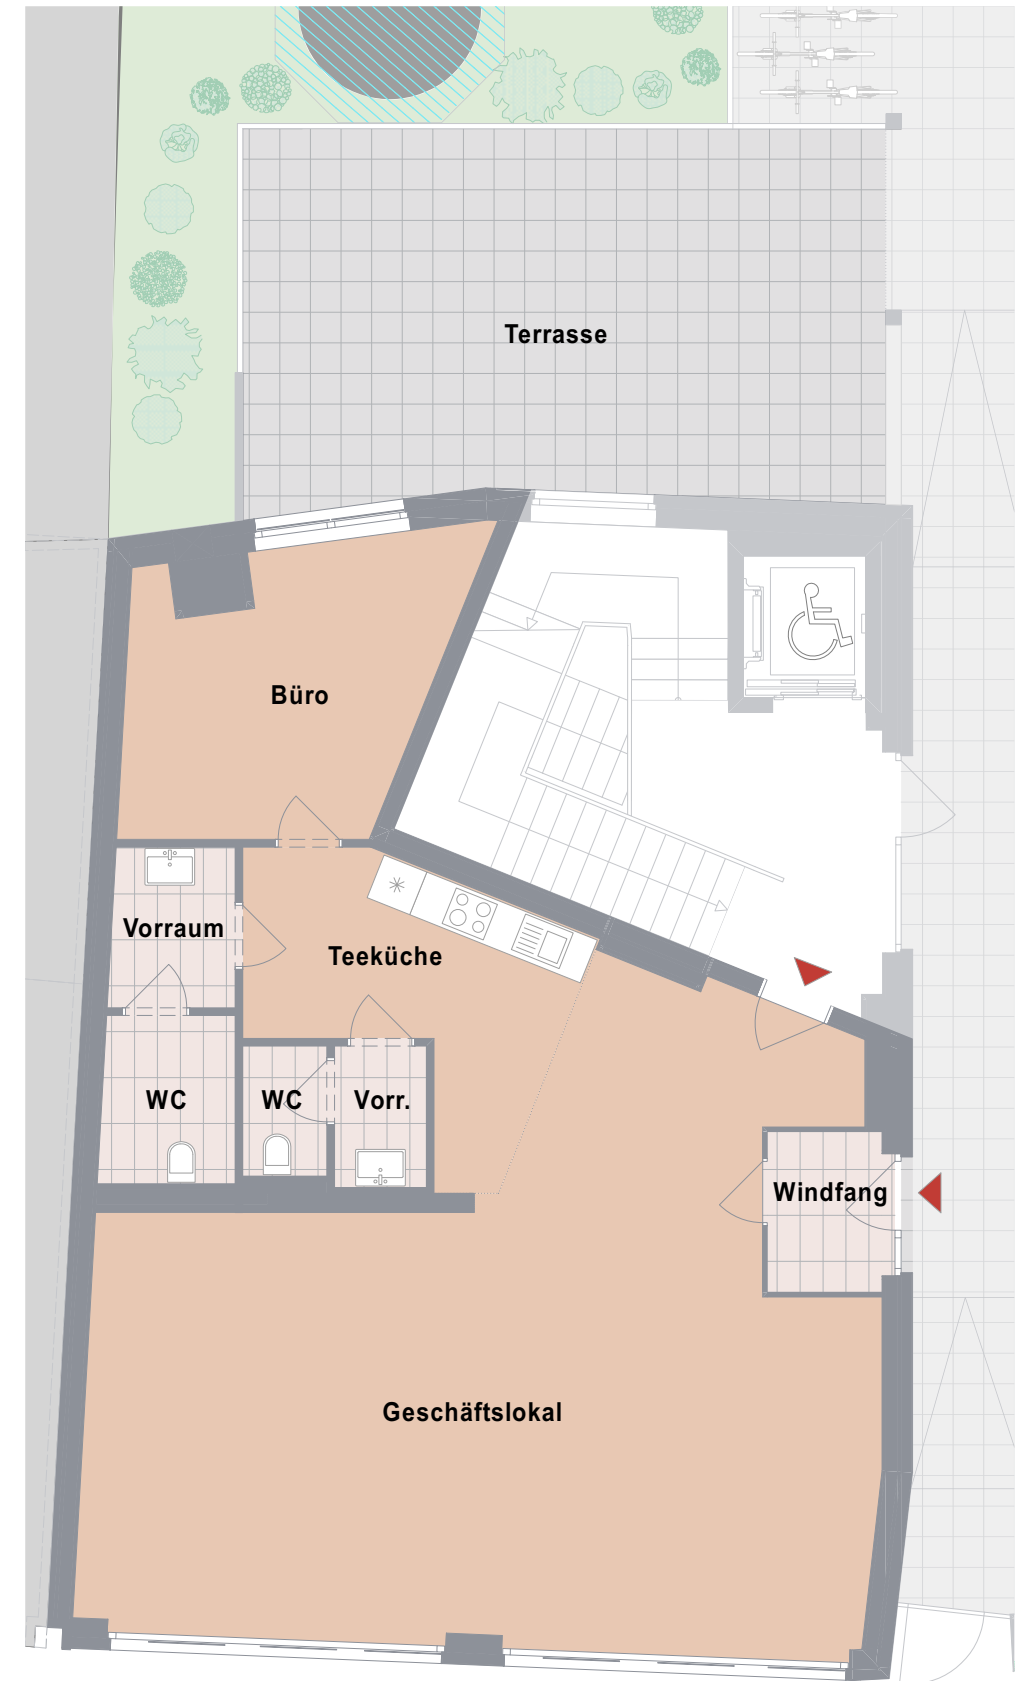 Terrasse
Büro
Vorraum
Teeküche
WC
WC
Vorr.
Windfang
Geschäftslokal